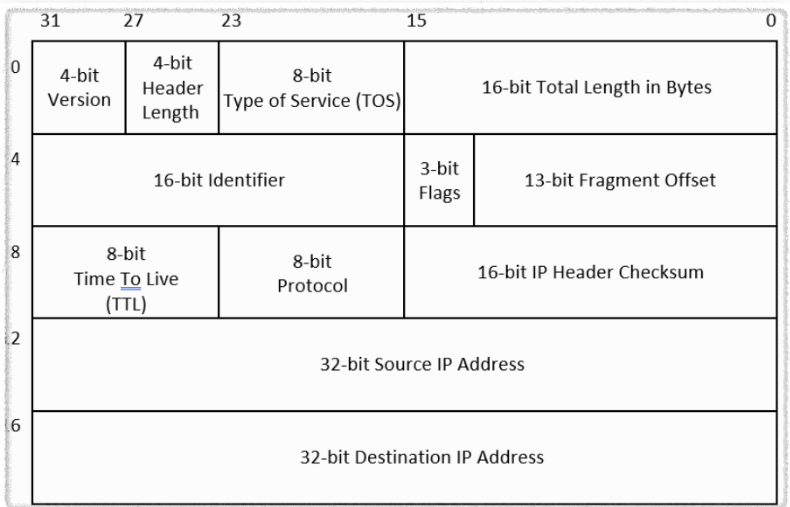 31 27 23 15 0
0
4-bit
Version
4-bit
Header
Length
8-bit
Type of Service (TOS)
16-bit Total Length in Bytes
4
16-bit Identifier
3-bit
Flags
13-bit Fragment Offset
8
8-bit
Time To Live
(TTL)
8-bit
Protocol
16-bit IP Header Checksum
2
32-bit Source IP Address
6
32-bit Destination IP Address